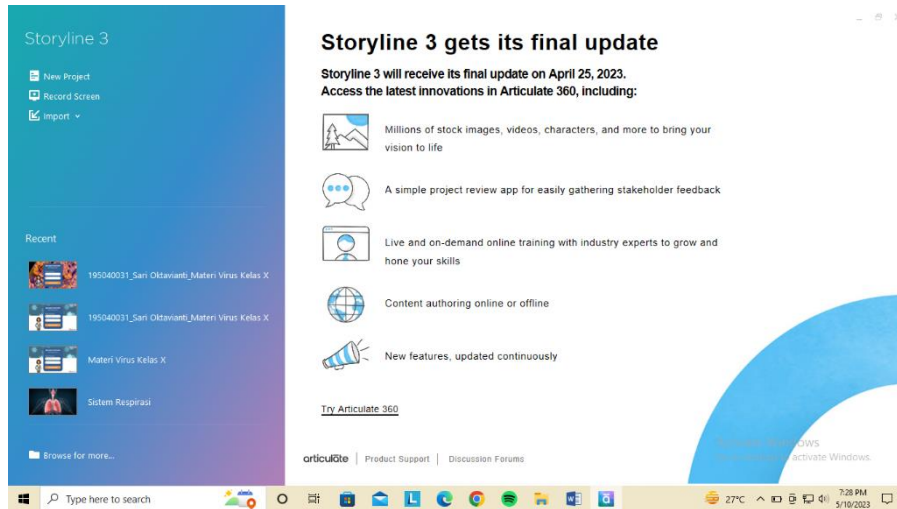 Storyline 3
New Project
Record Screen
Import
Recent
195040031_Sari Oktavianti_Materi Virus Kelas X
195040031_Sari Oktavianti_Materi Virus Kelas X
Materi Virus Kelas X
Sistem Respirasi
Browse for more...
Storyline 3 gets its final update
Storyline 3 will receive its final update on April 25, 2023.
Access the latest innovations in Articulate 360, including:
Millions of stock images, videos, characters, and more to bring your
vision to life
A simple project review app for easily gathering stakeholder feedback
Live and on-demand online training with industry experts to grow and
hone your skills
Content authoring online or offline
New features, updated continuously
Try Articulate 360
articulate | Product Support | Discussion Forums
activate Windows.
Type here to search
27°C
7:28 PM
5/10/2023